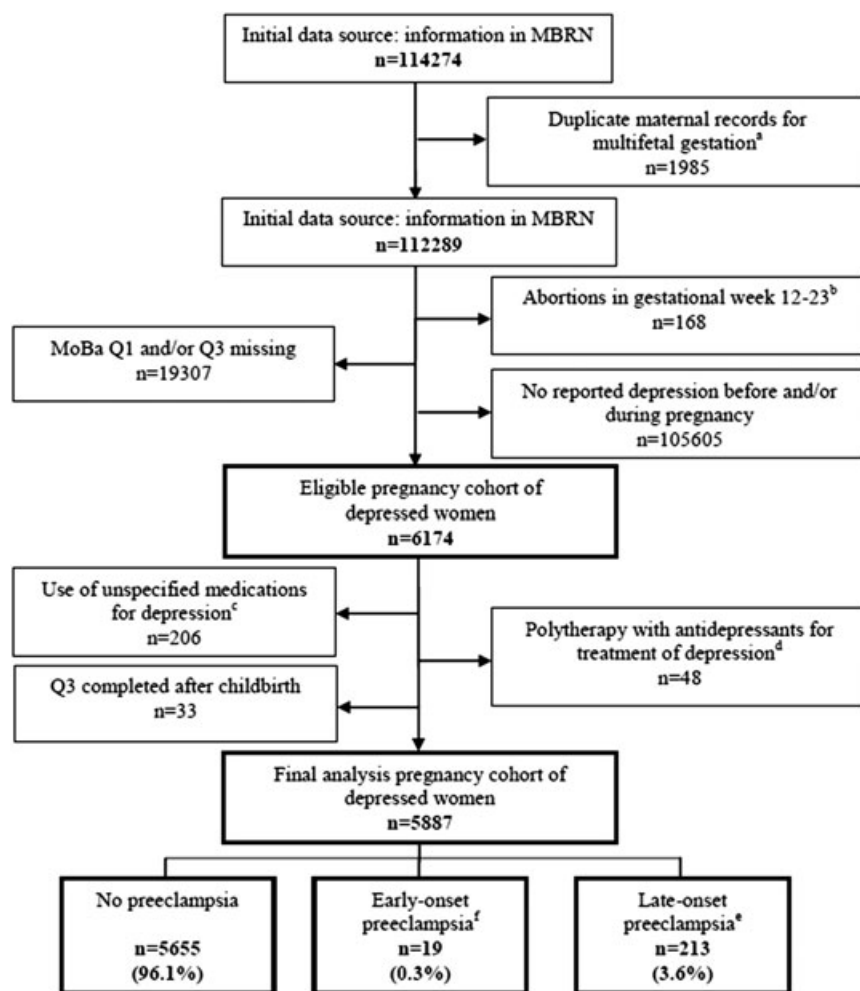 Initial data source: information in MBRN
n=114274
Duplicate maternal records for
multifetal gestationᵃ
n=1985
Initial data source: information in MBRN
n=112289
Abortions in gestational week 12-23ᵇ
n=168
MoBa Q1 and/or Q3 missing
n=19307
No reported depression before and/or
during pregnancy
n=105605
Eligible pregnancy cohort of
depressed women
n=6174
Use of unspecified medications
for depressionᶜ
n=206
Polytherapy with antidepressants for
treatment of depressionᵈ
n=48
Q3 completed after childbirth
n=33
Final analysis pregnancy cohort of
depressed women
n=5887
No preeclampsia
n=5655
(96.1%)
Early-onset
preeclampsiaᶠ
n=19
(0.3%)
Late-onset
preeclampsiaᵉ
n=213
(3.6%)